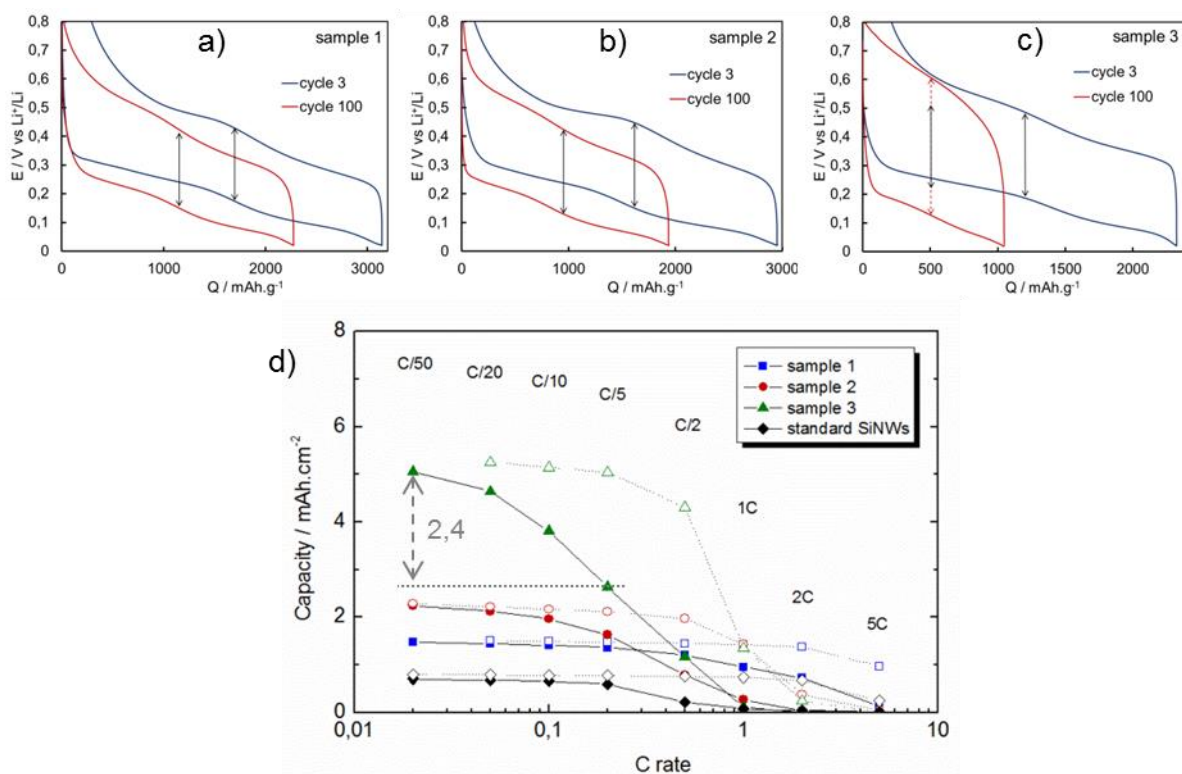 a)
sample 1
cycle 3
cycle 100
E / V vs Li⁺/Li
0,8
0,7
0,6
0,5
0,4
0,3
0,2
0,1
0
0
1000
2000
3000
Q / mAh.g⁻¹
b)
sample 2
cycle 3
cycle 100
E / V vs Li⁺/Li
0,8
0,7
0,6
0,5
0,4
0,3
0,2
0,1
0
0
1000
2000
3000
Q / mAh.g⁻¹
c)
sample 3
cycle 3
cycle 100
E / V vs Li⁺/Li
0,8
0,7
0,6
0,5
0,4
0,3
0,2
0,1
0
0
500
1000
1500
2000
Q / mAh.g⁻¹
d)
Capacity / mAh.cm⁻²
8
6
4
2
0
C/50
C/20
C/10
C/5
C/2
1C
2C
5C
2,4
sample 1
sample 2
sample 3
standard SiNWs
0,01
0,1
1
10
C rate